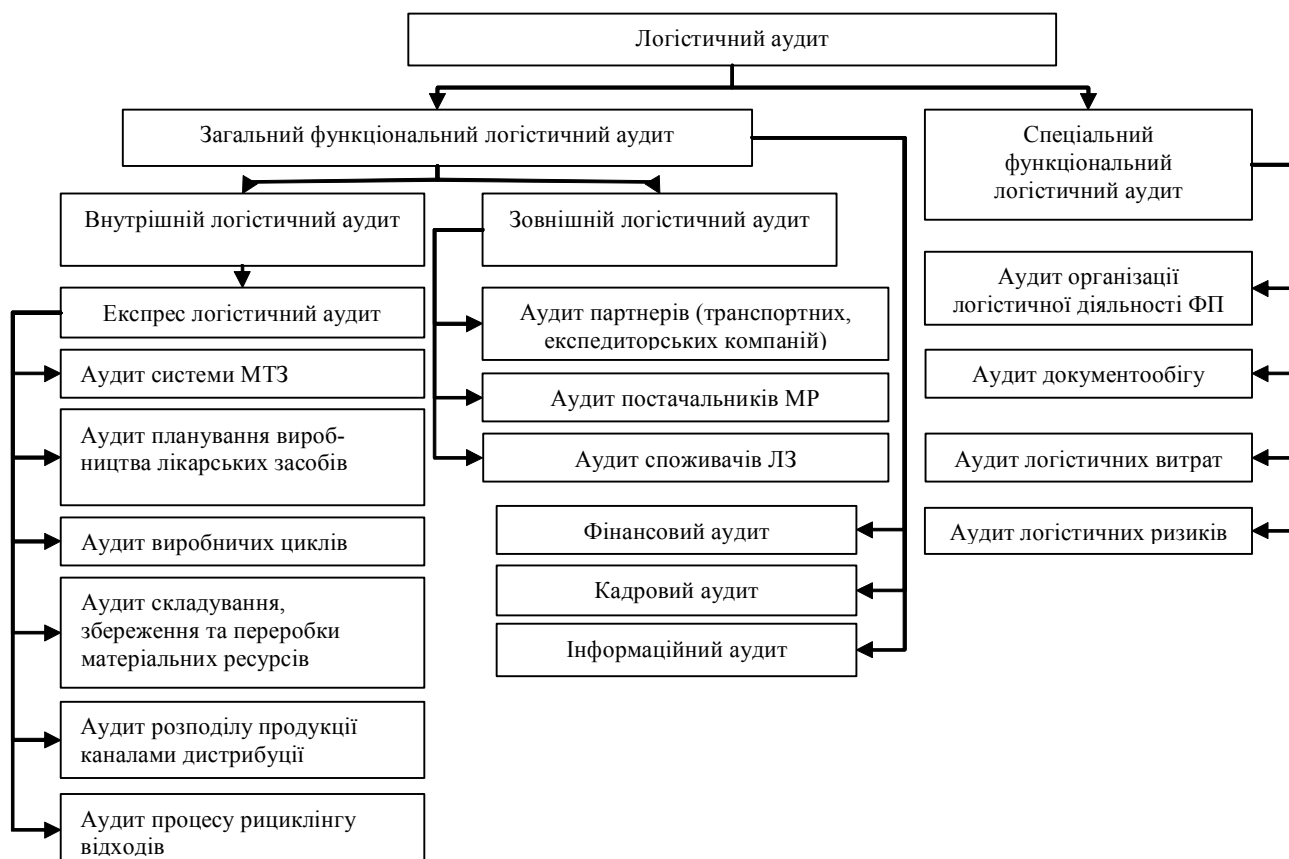 Логістичний аудит
Загальний функціональний логістичний аудит
Спеціальний
функціональний
логістичний аудит
Внутрішній логістичний аудит
Зовнішній логістичний аудит
Експрес логістичний аудит
Аудит системи МТЗ
Аудит планування вироб-
ництва лікарських засобів
Аудит виробничих циклів
Аудит складування,
збереження та переробки
матеріальних ресурсів
Аудит розподілу продукції
каналами дистрибуції
Аудит процесу рициклінгу
відходів
Аудит партнерів (транспортних,
експедиторських компаній)
Аудит постачальників МР
Аудит споживачів ЛЗ
Фінансовий аудит
Кадровий аудит
Інформаційний аудит
Аудит організації
логістичної діяльності ФП
Аудит документообігу
Аудит логістичних витрат
Аудит логістичних ризиків